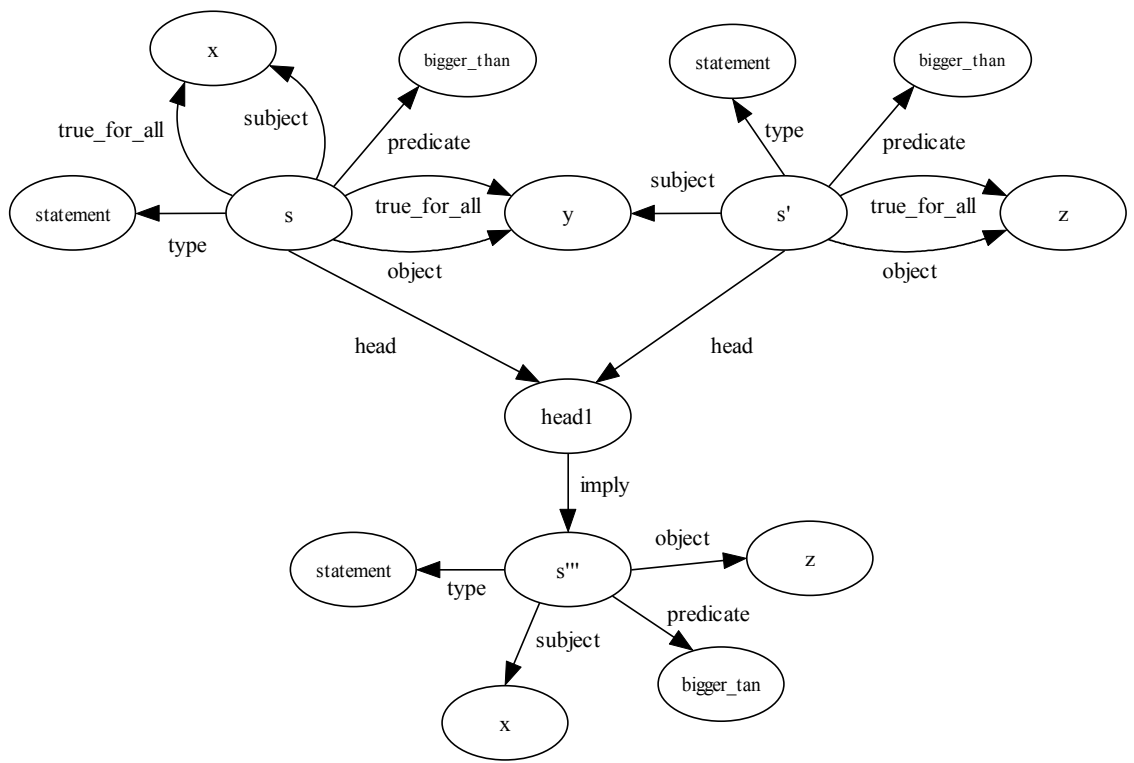 x
bigger_than
statement
bigger_than
true_for_all
subject
predicate
type
predicate
statement
type
s
true_for_all
object
y
subject
s'
true_for_all
object
z
head
head
head1
imply
statement
type
s'''
object
z
subject
predicate
bigger_tan
x